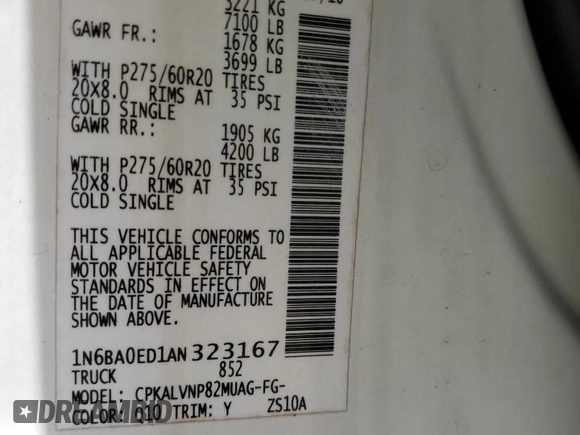 3221 KG
7100 LB
GAWR FR.: 1678 KG
3699 LB
WITH P275/60R20 TIRES
20X8.0 RIMS AT 35 PSI
COLD SINGLE
GAWR RR.: 1905 KG
4200 LB
WITH P275/60R20 TIRES
20X8.0 RIMS AT 35 PSI
COLD SINGLE
THIS VEHICLE CONFORMS TO
ALL APPLICABLE FEDERAL
MOTOR VEHICLE SAFETY
STANDARDS IN EFFECT ON
THE DATE OF MANUFACTURE
SHOWN ABOVE.
1N6BA0ED1AN323167
TRUCK 852
MODEL: CPKALVNP82MUAG-FG-
COLOR: G10 TRIM: Y ZS10A
DREAMBID